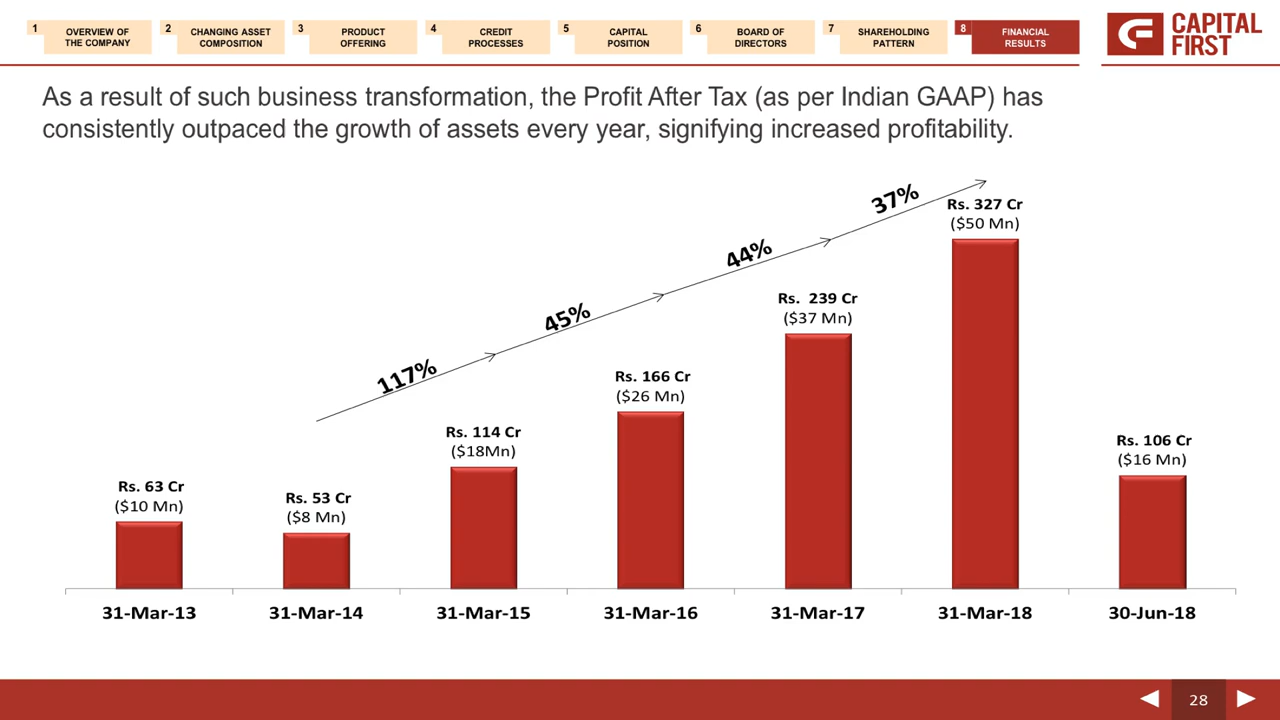 1
OVERVIEW OF
THE COMPANY
2
CHANGING ASSET
COMPOSITION
3
PRODUCT
OFFERING
4
CREDIT
PROCESSES
5
CAPITAL
POSITION
6
BOARD OF
DIRECTORS
7
SHAREHOLDING
PATTERN
8
FINANCIAL
RESULTS
CAPITAL
FIRST
As a result of such business transformation, the Profit After Tax (as per Indian GAAP) has
consistently outpaced the growth of assets every year, signifying increased profitability.
117%
45%
44%
37%
Rs. 63 Cr
($10 Mn)
Rs. 53 Cr
($8 Mn)
Rs. 114 Cr
($18Mn)
Rs. 166 Cr
($26 Mn)
Rs. 239 Cr
($37 Mn)
Rs. 327 Cr
($50 Mn)
Rs. 106 Cr
($16 Mn)
31-Mar-13
31-Mar-14
31-Mar-15
31-Mar-16
31-Mar-17
31-Mar-18
30-Jun-18
28